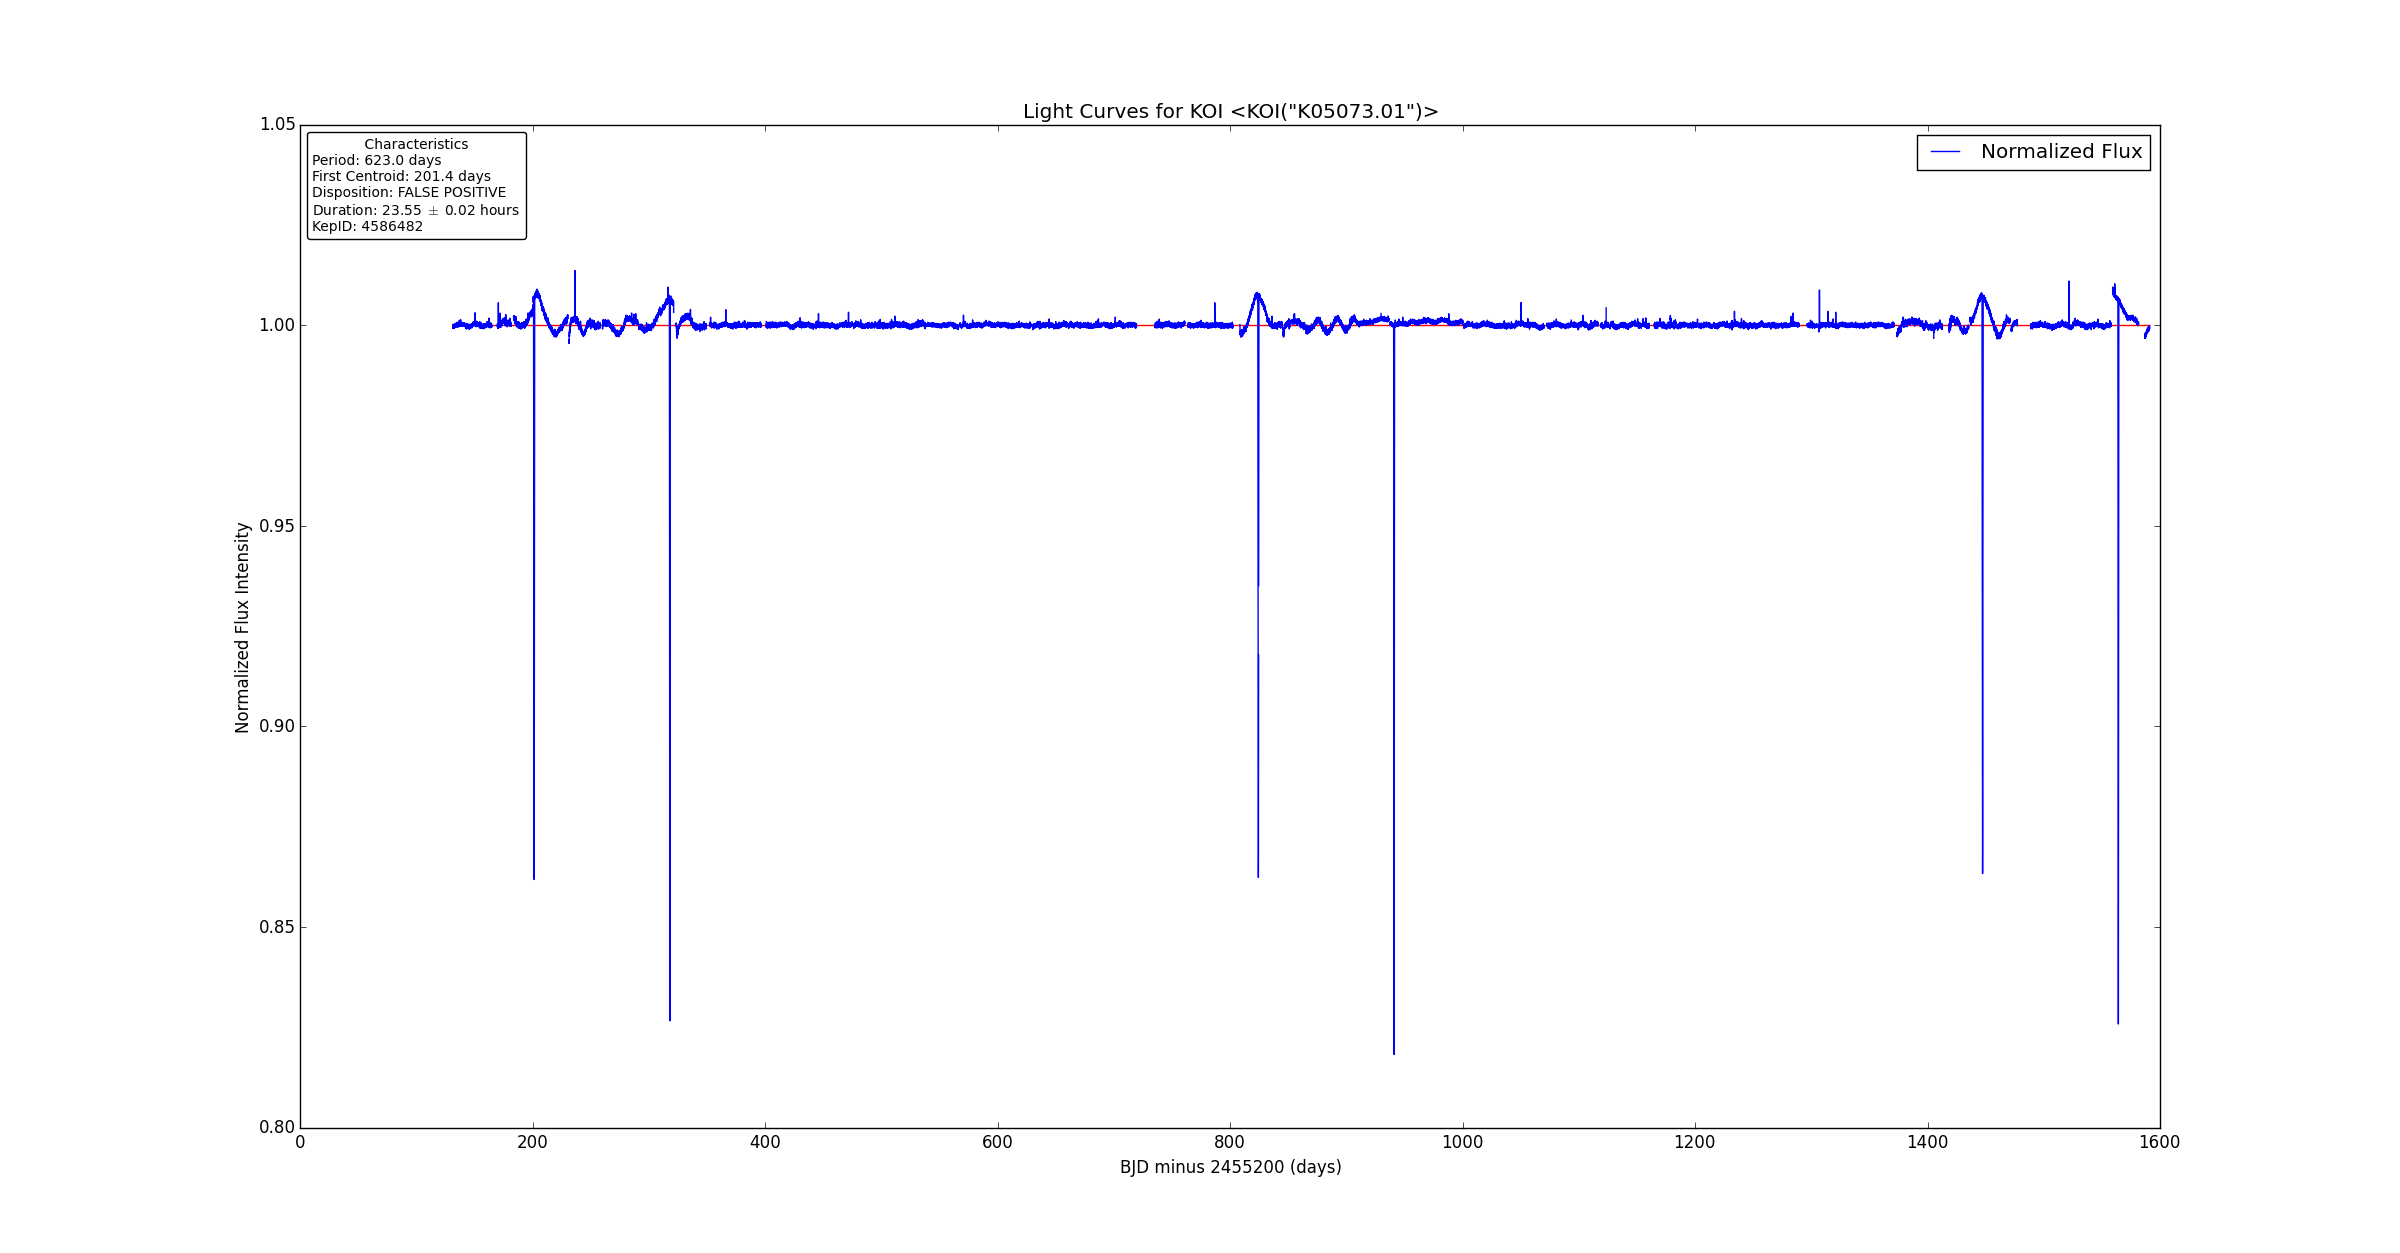 Light Curves for KOI <KOI("K05073.01")>
1.05
Characteristics
Period: 623.0 days
First Centroid: 201.4 days
Disposition: FALSE POSITIVE
Duration: 23.55 ± 0.02 hours
KepID: 4586482
Normalized Flux
1.00
0.95
0.90
0.85
0.80
Normalized Flux Intensity
0 200 400 600 800 1000 1200 1400 1600
BJD minus 2455200 (days)